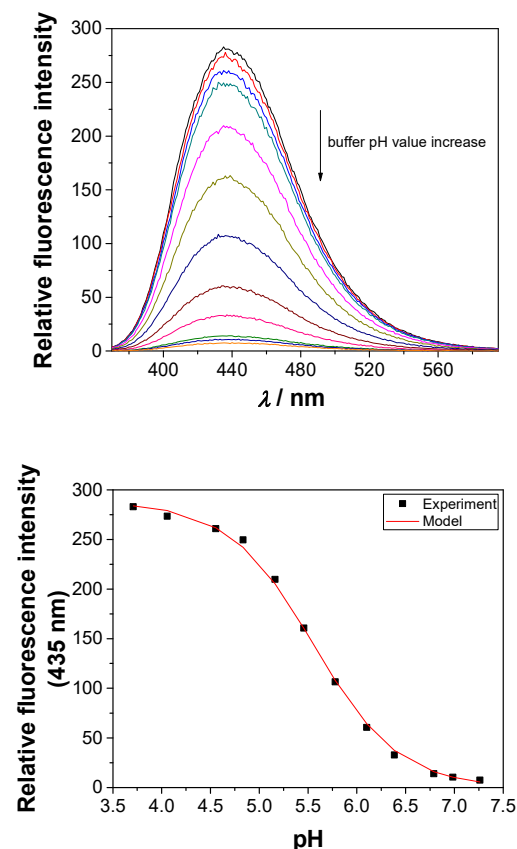 Relative fluorescence intensity
300
250
200
150
100
50
0
buffer pH value increase
400 440 480 520 560
λ / nm
Relative fluorescence intensity
(435 nm)
300
250
200
150
100
50
0
Experiment
Model
3.5 4.0 4.5 5.0 5.5 6.0 6.5 7.0 7.5
pH